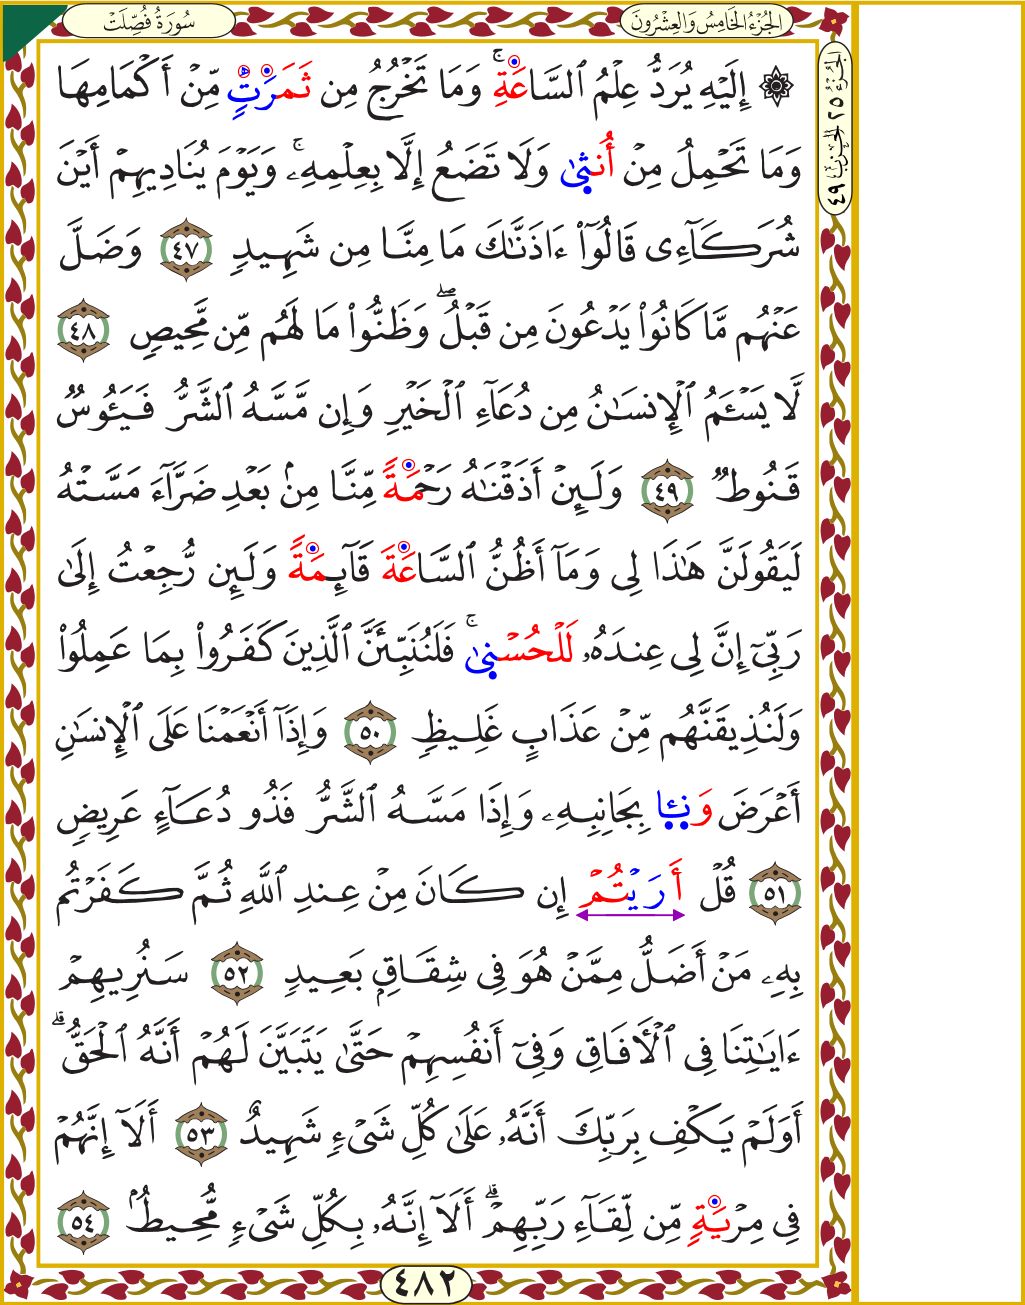 سُورَةُ فُصِّلَتْ
الجُزْءُ الخَامِسُ وَالعِشْرُونَ
الجزء ٢٥ الحزب ٤٩
۞ إِلَيْهِ يُرَدُّ عِلْمُ ٱلسَّاعَةِۚ وَمَا تَخْرُجُ مِن ثَمَرَٰتٍ مِّنْ أَكْمَامِهَا
وَمَا تَحْمِلُ مِنْ أُنثَىٰ وَلَا تَضَعُ إِلَّا بِعِلْمِهِۦۚ وَيَوْمَ يُنَادِيهِمْ أَيْنَ
شُرَكَآءِى قَالُوٓا۟ ءَاذَنَّٰكَ مَا مِنَّا مِن شَهِيدٍ ٤٧ وَضَلَّ
عَنْهُم مَّا كَانُوا۟ يَدْعُونَ مِن قَبْلُۖ وَظَنُّوا۟ مَا لَهُم مِّن مَّحِيصٍ ٤٨
لَّا يَسْـَٔمُ ٱلْإِنسَٰنُ مِن دُعَآءِ ٱلْخَيْرِ وَإِن مَّسَّهُ ٱلشَّرُّ فَيَـُٔوسٌ
قَنُوطٌ ٤٩ وَلَئِنْ أَذَقْنَٰهُ رَحْمَةً مِّنَّا مِنۢ بَعْدِ ضَرَّآءَ مَسَّتْهُ
لَيَقُولَنَّ هَٰذَا لِى وَمَآ أَظُنُّ ٱلسَّاعَةَ قَآئِمَةً وَلَئِن رُّجِعْتُ إِلَىٰ
رَبِّىٓ إِنَّ لِى عِندَهُۥ لَلْحُسْنَىٰۚ فَلَنُنَبِّئَنَّ ٱلَّذِينَ كَفَرُوا۟ بِمَا عَمِلُوا۟
وَلَنُذِيقَنَّهُم مِّنْ عَذَابٍ غَلِيظٍ ٥٠ وَإِذَآ أَنْعَمْنَا عَلَى ٱلْإِنسَٰنِ
أَعْرَضَ وَنَـِٔا بِجَانِبِهِۦ وَإِذَا مَسَّهُ ٱلشَّرُّ فَذُو دُعَآءٍ عَرِيضٍ
٥١ قُلْ أَرَيْتُمْ إِن كَانَ مِنْ عِندِ ٱللَّهِ ثُمَّ كَفَرْتُم
بِهِۦ مَنْ أَضَلُّ مِمَّنْ هُوَ فِى شِقَاقٍۭ بَعِيدٍ ٥٢ سَنُرِيهِمْ
ءَايَٰتِنَا فِى ٱلْـَٔافَاقِ وَفِىٓ أَنفُسِهِمْ حَتَّىٰ يَتَبَيَّنَ لَهُمْ أَنَّهُ ٱلْحَقُّۗ
أَوَلَمْ يَكْفِ بِرَبِّكَ أَنَّهُۥ عَلَىٰ كُلِّ شَىْءٍ شَهِيدٌ ٥٣ أَلَآ إِنَّهُمْ
فِى مِرْيَةٍ مِّن لِّقَآءِ رَبِّهِمْۗ أَلَآ إِنَّهُۥ بِكُلِّ شَىْءٍ مُّحِيطٌۢ ٥٤
٤٨٢